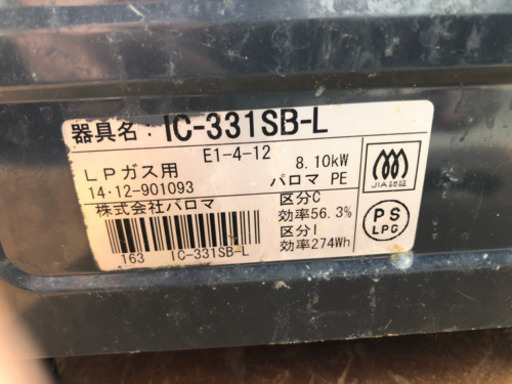 器具名：IC-331SB-L
E1-4-12 8.10kW
LPガス用 パロマ PE
14・12-901093 区分C
株式会社パロマ 効率56.3%
区分I
効率274Wh
163 IC-331SB-L
JIA認証
PS
LPG